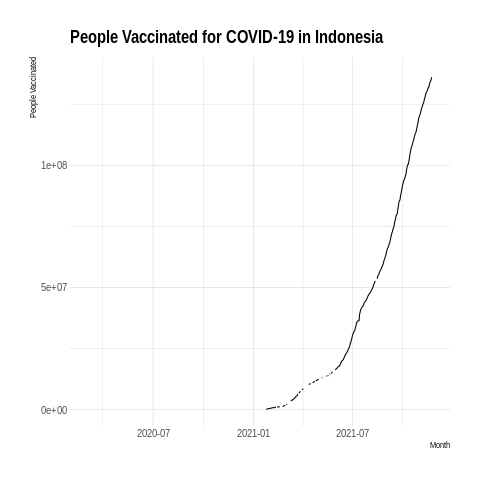 People Vaccinated for COVID-19 in Indonesia
People Vaccinated
1e+08
5e+07
0e+00
2020-07 2021-01 2021-07
Month